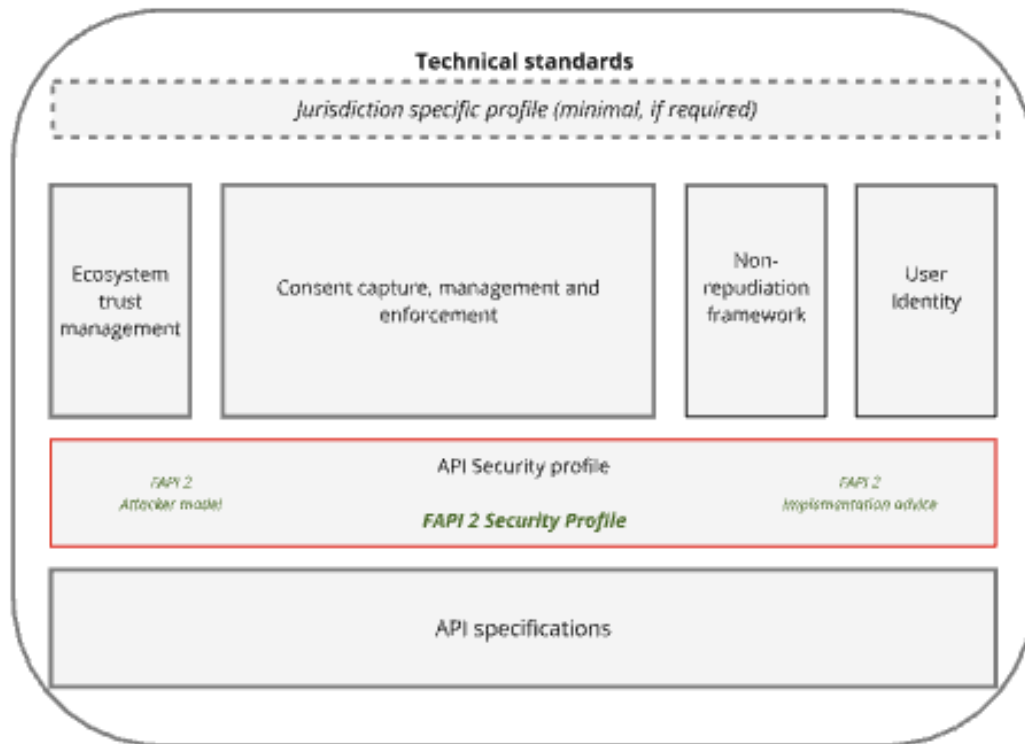 Technical standards
Jurisdiction specific profile (minimal, if required)
Ecosystem
trust
management
Consent capture, management and
enforcement
Non-
repudiation
framework
User
Identity
API Security profile
FAPI 2
Attacker model
FAPI 2 Security Profile
FAPI 2
Implementation advice
API specifications